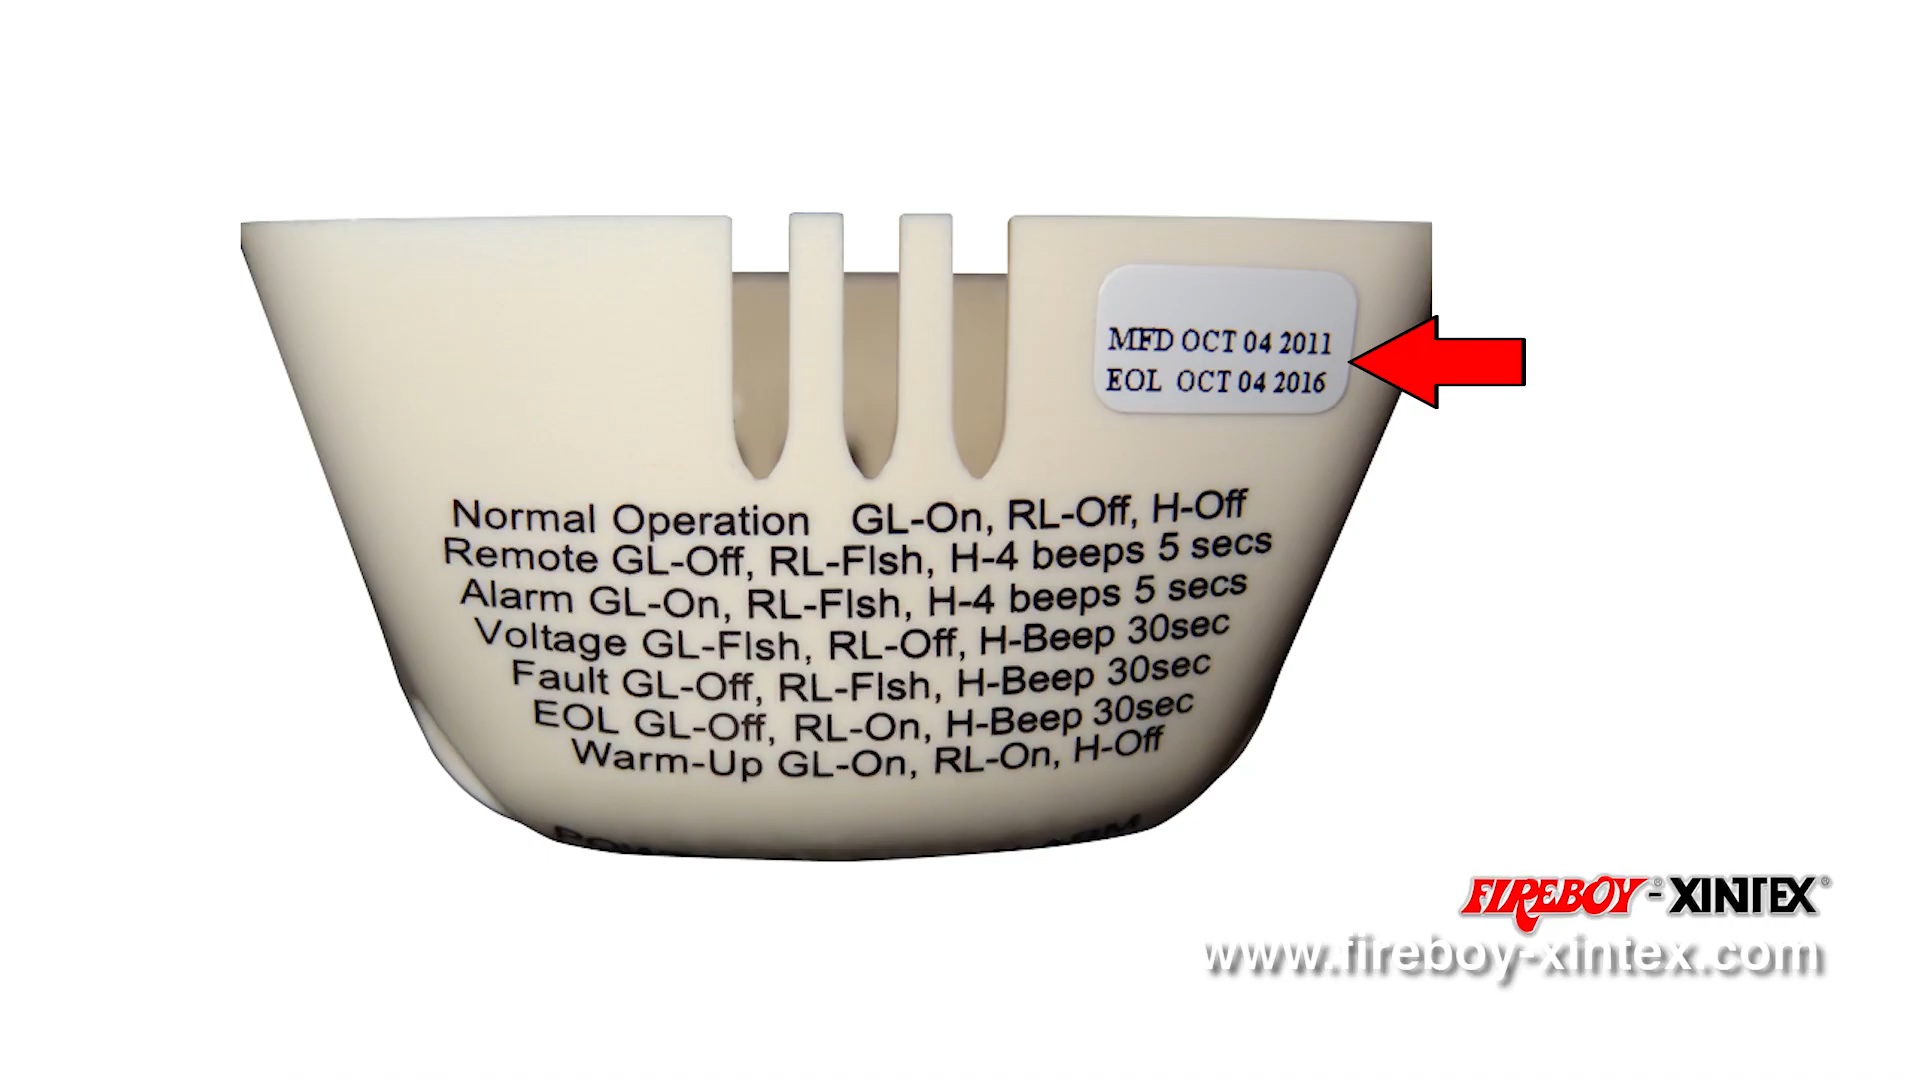 MFD OCT 04 2011
EOL OCT 04 2016
Normal Operation GL-On, RL-Off, H-Off
Remote GL-Off, RL-Flsh, H-4 beeps 5 secs
Alarm GL-On, RL-Flsh, H-4 beeps 5 secs
Voltage GL-Flsh, RL-Off, H-Beep 30sec
Fault GL-Off, RL-Flsh, H-Beep 30sec
EOL GL-Off, RL-On, H-Beep 30sec
Warm-Up GL-On, RL-On, H-Off
FIREBOY®-XINTEX®
www.fireboy-xintex.com